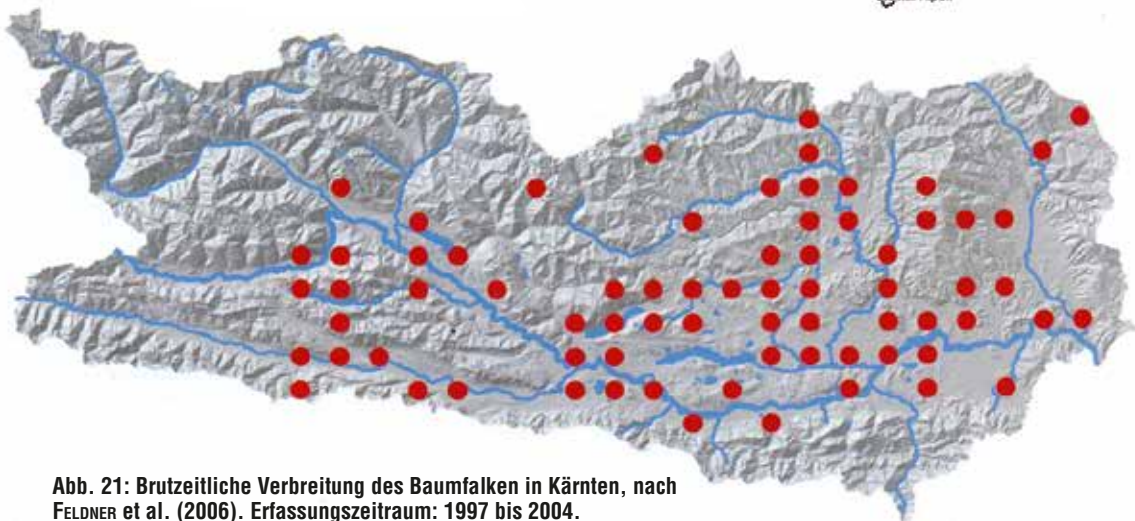 Abb. 21: Brutzeitliche Verbreitung des Baumfalken in Kärnten, nach
FELDNER et al. (2006). Erfassungszeitraum: 1997 bis 2004.